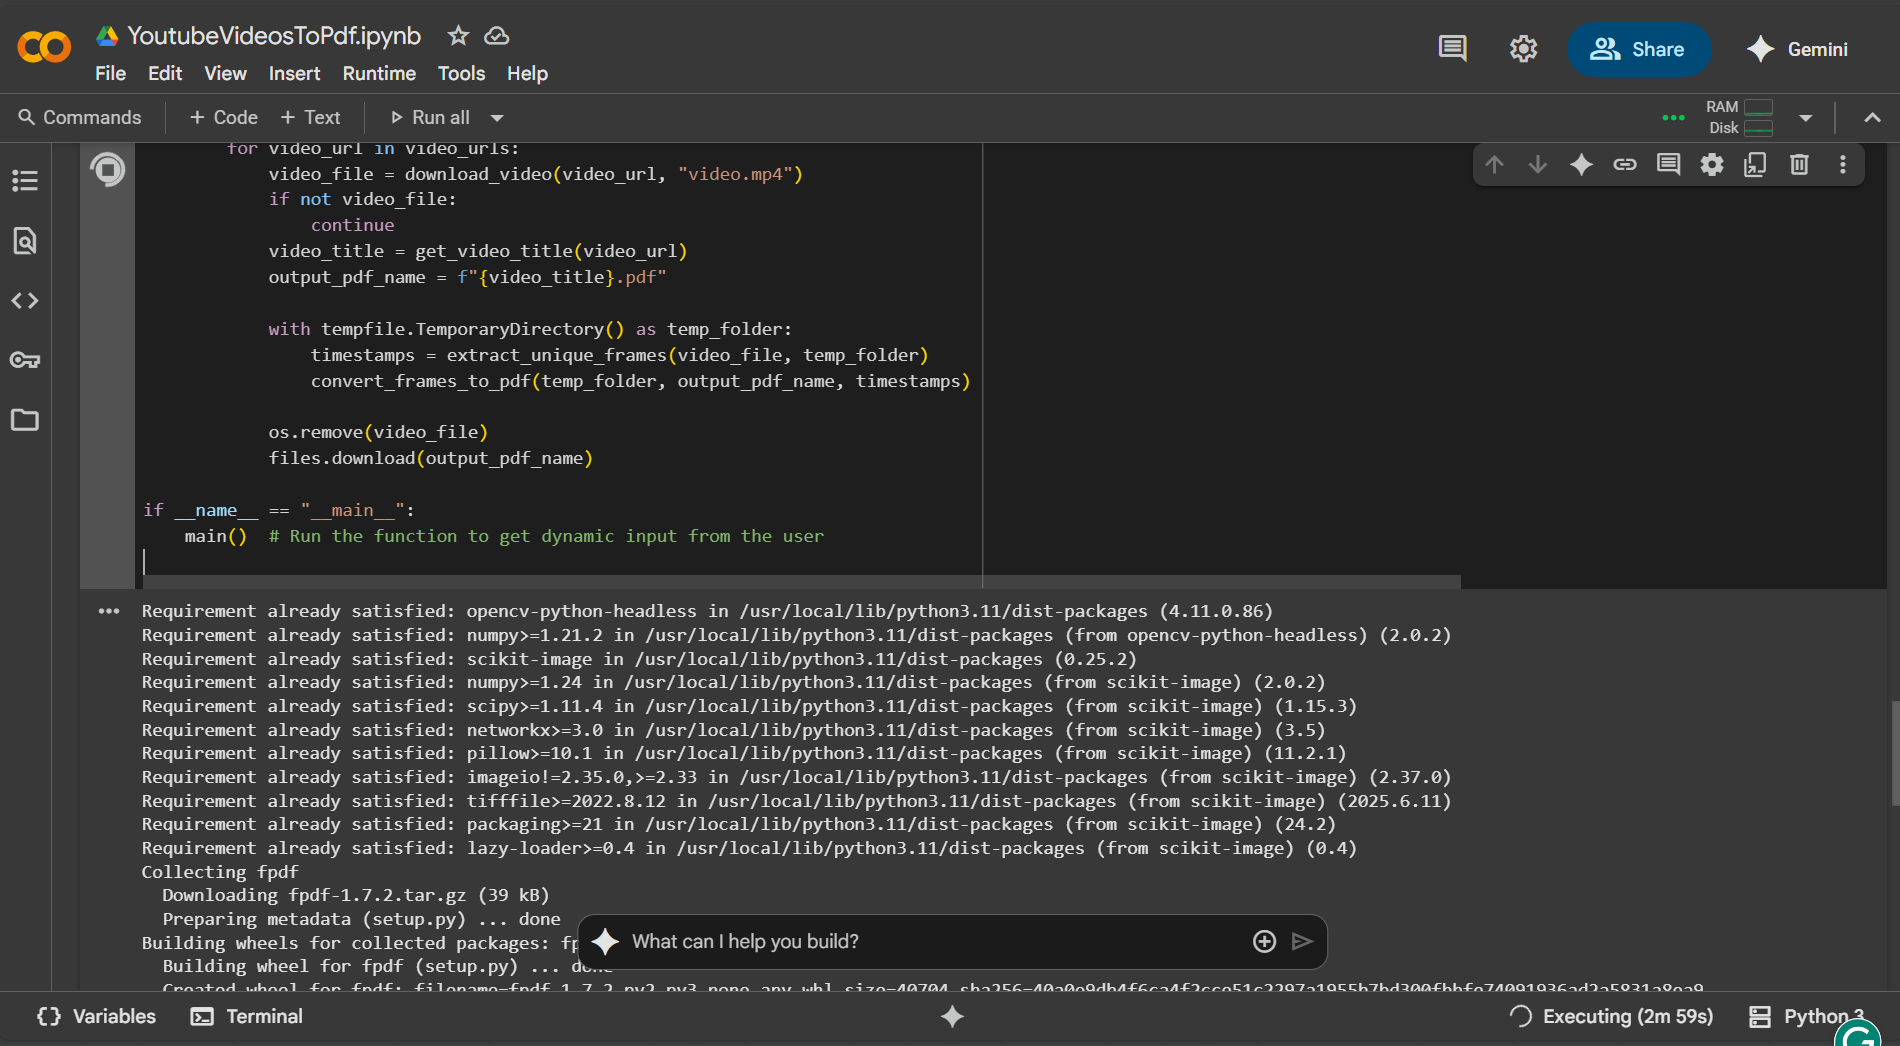 YoutubeVideosToPdf.ipynb
File Edit View Insert Runtime Tools Help
Share
Gemini
Commands
+ Code + Text
Run all
RAM
Disk
for video_url in video_urls:
video_file = download_video(video_url, "video.mp4")
if not video_file:
continue
video_title = get_video_title(video_url)
output_pdf_name = f"{video_title}.pdf"
with tempfile.TemporaryDirectory() as temp_folder:
timestamps = extract_unique_frames(video_file, temp_folder)
convert_frames_to_pdf(temp_folder, output_pdf_name, timestamps)
os.remove(video_file)
files.download(output_pdf_name)
if __name__ == "__main__":
main()  # Run the function to get dynamic input from the user
Requirement already satisfied: opencv-python-headless in /usr/local/lib/python3.11/dist-packages (4.11.0.86)
Requirement already satisfied: numpy>=1.21.2 in /usr/local/lib/python3.11/dist-packages (from opencv-python-headless) (2.0.2)
Requirement already satisfied: scikit-image in /usr/local/lib/python3.11/dist-packages (0.25.2)
Requirement already satisfied: numpy>=1.24 in /usr/local/lib/python3.11/dist-packages (from scikit-image) (2.0.2)
Requirement already satisfied: scipy>=1.11.4 in /usr/local/lib/python3.11/dist-packages (from scikit-image) (1.15.3)
Requirement already satisfied: networkx>=3.0 in /usr/local/lib/python3.11/dist-packages (from scikit-image) (3.5)
Requirement already satisfied: pillow>=10.1 in /usr/local/lib/python3.11/dist-packages (from scikit-image) (11.2.1)
Requirement already satisfied: imageio!=2.35.0,>=2.33 in /usr/local/lib/python3.11/dist-packages (from scikit-image) (2.37.0)
Requirement already satisfied: tifffile>=2022.8.12 in /usr/local/lib/python3.11/dist-packages (from scikit-image) (2025.6.11)
Requirement already satisfied: packaging>=21 in /usr/local/lib/python3.11/dist-packages (from scikit-image) (24.2)
Requirement already satisfied: lazy-loader>=0.4 in /usr/local/lib/python3.11/dist-packages (from scikit-image) (0.4)
Collecting fpdf
Downloading fpdf-1.7.2.tar.gz (39 kB)
Preparing metadata (setup.py) ... done
Building wheels for collected packages:
Building wheel for fpdf (setup.py) ... done
Created wheel for fpdf: filename=fpdf-1.7.2-py2.py3-none-any.whl
What can I help you build?
Variables
Terminal
Executing (2m 59s)
Python 3